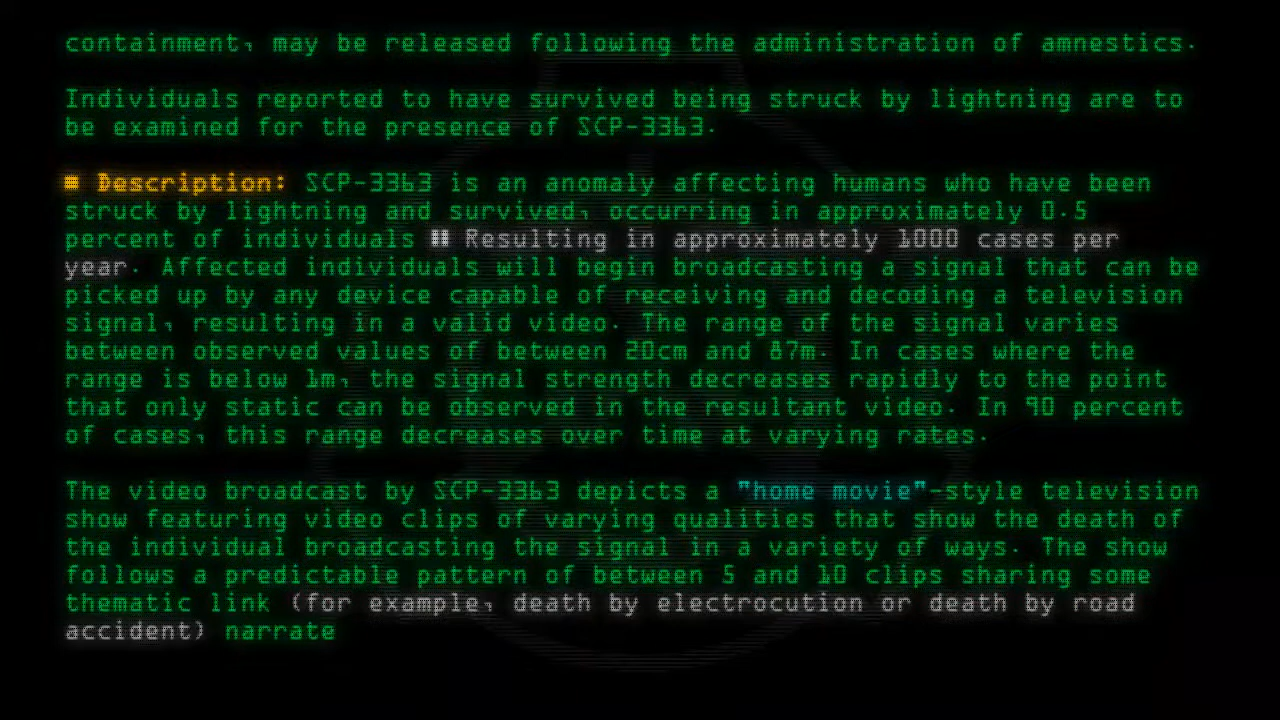 containment, may be released following the administration of amnestics.
Individuals reported to have survived being struck by lightning are to
be examined for the presence of SCP-3363.
# Description: SCP-3363 is an anomaly affecting humans who have been
struck by lightning and survived, occurring in approximately 0.5
percent of individuals ## Resulting in approximately 1000 cases per
year. Affected individuals will begin broadcasting a signal that can be
picked up by any device capable of receiving and decoding a television
signal, resulting in a valid video. The range of the signal varies
between observed values of between 20cm and 87m. In cases where the
range is below 1m, the signal strength decreases rapidly to the point
that only static can be observed in the resultant video. In 90 percent
of cases, this range decreases over time at varying rates.
The video broadcast by SCP-3363 depicts a "home movie"-style television
show featuring video clips of varying qualities that show the death of
the individual broadcasting the signal in a variety of ways. The show
follows a predictable pattern of between 5 and 10 clips sharing some
thematic link (for example, death by electrocution or death by road
accident) narrate